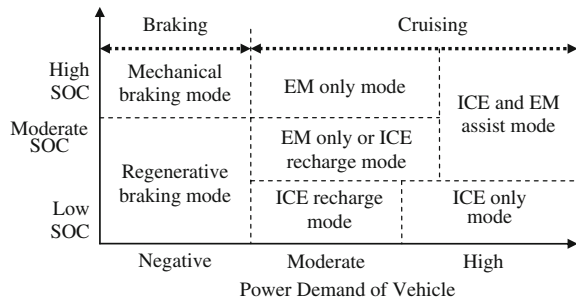 Braking
Cruising
High
SOC
Mechanical
braking mode
EM only mode
ICE and EM
assist mode
Moderate
SOC
EM only or ICE
recharge mode
Regenerative
braking mode
ICE recharge
mode
ICE only
mode
Low
SOC
Negative
Moderate
High
Power Demand of Vehicle